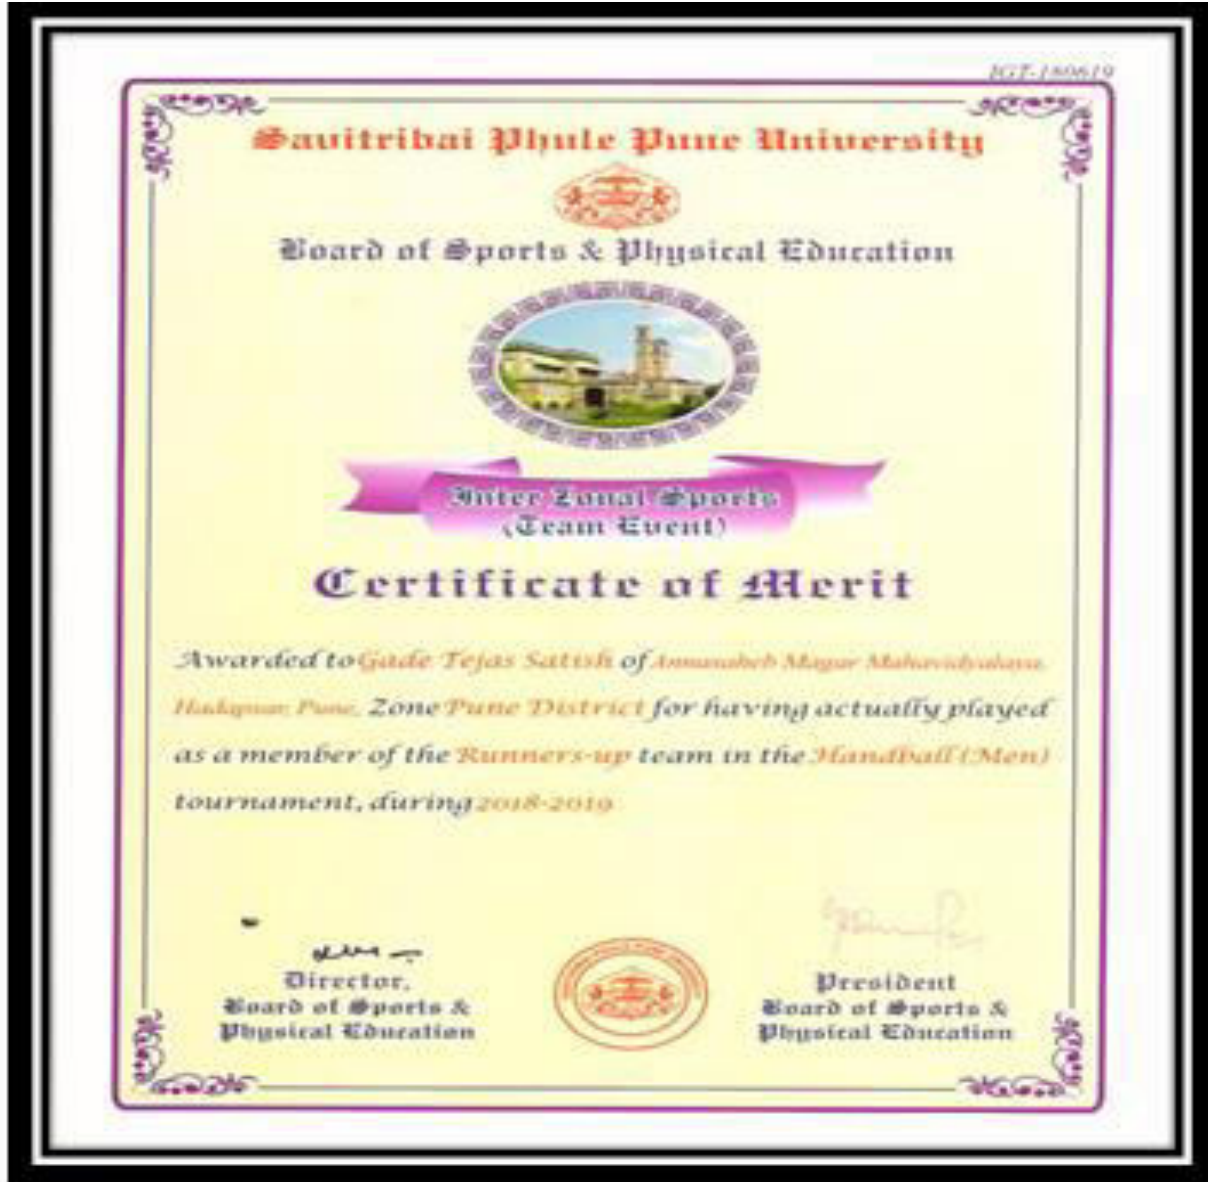 IGT-180619
Savitribai Phule Pune University
Board of Sports & Physical Education
Inter Zonal Sports
(Team Event)
Certificate of Merit
Awarded to Gade Tejas Satish of Annasaheb Magar Mahavidyalaya,
Hadapsar, Pune, Zone Pune District for having actually played
as a member of the Runners-up team in the Handball (Men)
tournament, during 2018-2019
Director,
Board of Sports &
Physical Education
President
Board of Sports &
Physical Education